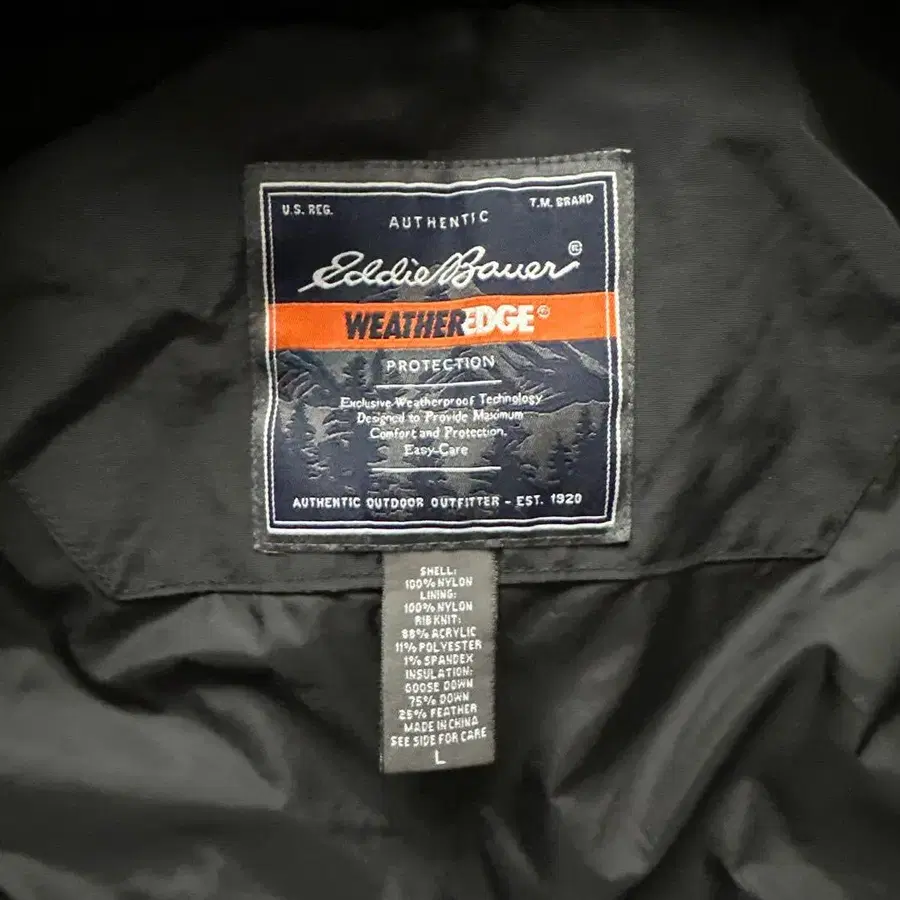 U.S. REG.
T.M. BRAND
AUTHENTIC
Eddie Bauer®
WEATHEREDGE®
PROTECTION
Exclusive Weatherproof Technology
Designed to Provide Maximum
Comfort and Protection,
Easy-Care
AUTHENTIC OUTDOOR OUTFITTER - EST. 1920
SHELL:
100% NYLON
LINING:
100% NYLON
RIB KNIT:
88% ACRYLIC
11% POLYESTER
1% SPANDEX
INSULATION:
GOOSE DOWN
75% DOWN
25% FEATHER
MADE IN CHINA
SEE SIDE FOR CARE
L